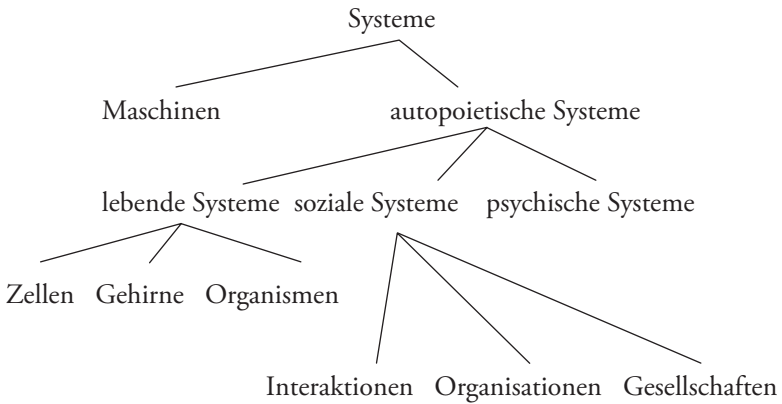 Systeme
Maschinen autopoietische Systeme
lebende Systeme soziale Systeme psychische Systeme
Zellen Gehirne Organismen
Interaktionen Organisationen Gesellschaften